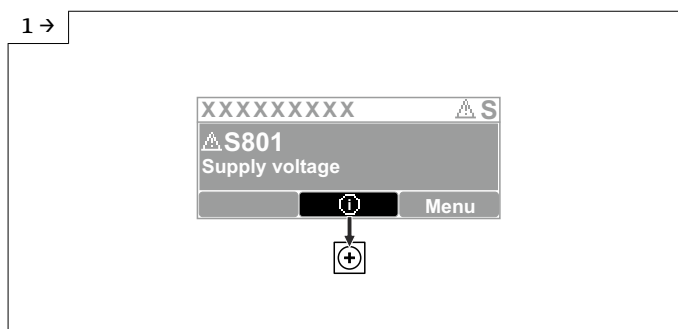 1 →
XXXXXXXXX ⚠ S
⚠S801
Supply voltage
ⓘ Menu
+